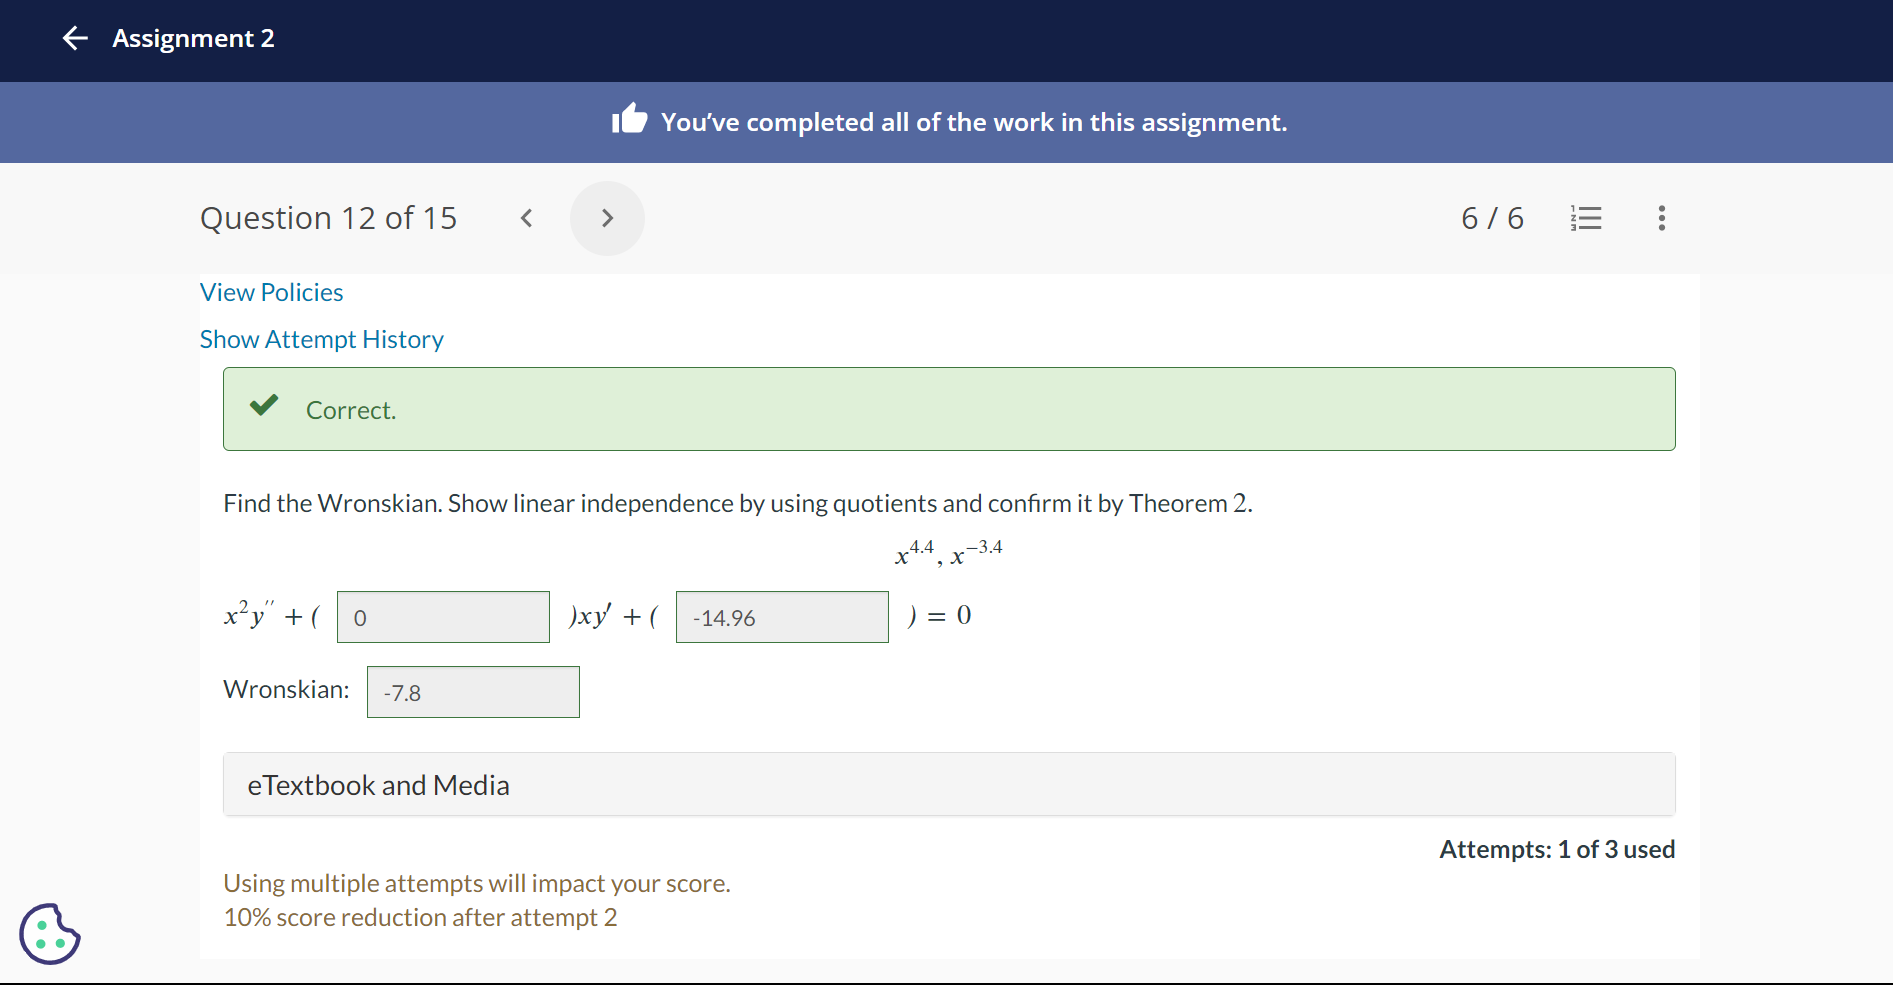 Assignment 2
You've completed all of the work in this assignment.
Question 12 of 15
6 / 6
View Policies
Show Attempt History
Correct.
Find the Wronskian. Show linear independence by using quotients and confirm it by Theorem 2.
x^4.4, x^−3.4
x²y′′ + ( 0 )xy′ + ( -14.96 ) = 0
Wronskian: -7.8
eTextbook and Media
Attempts: 1 of 3 used
Using multiple attempts will impact your score.
10% score reduction after attempt 2